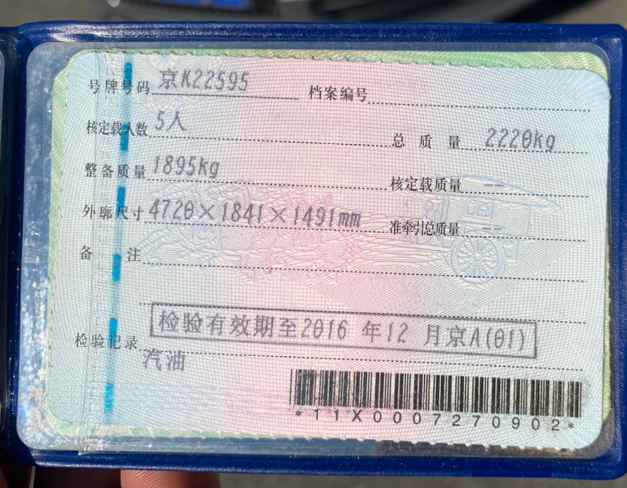 号牌号码 京K22595 档案编号
核定载人数 5人 总质量 2220kg
整备质量 1895kg 核定载质量 --
外廓尺寸 4720×1841×1491mm 准牵引总质量 --
备注
检验有效期至2016年12月京A(01)
检验记录
汽油
*11X0007270902*